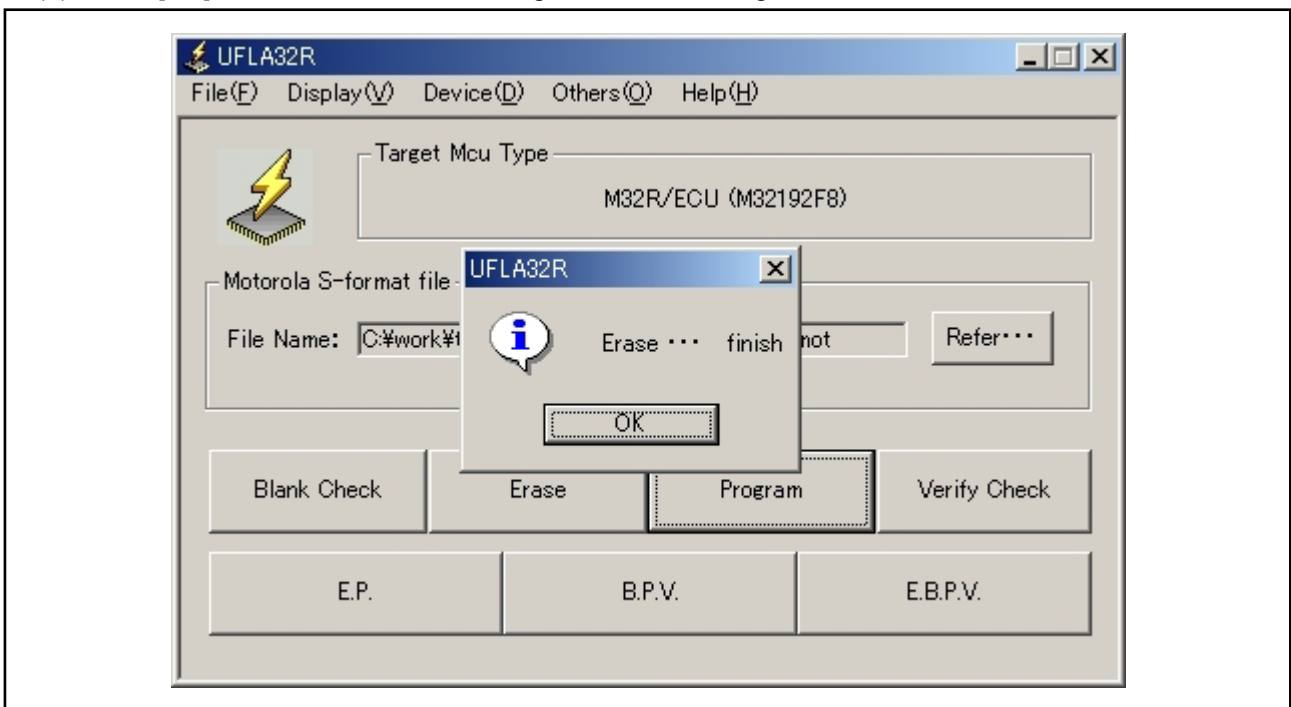 UFLA32R
File(F) Display(V) Device(D) Others(O) Help(H)
Target Mcu Type
M32R/ECU (M32192F8)
Motorola S-format file
File Name: C:¥work¥
Refer···
UFLA32R
Erase ··· finish
OK
Blank Check Erase Program Verify Check
E.P. B.P.V. E.B.P.V.